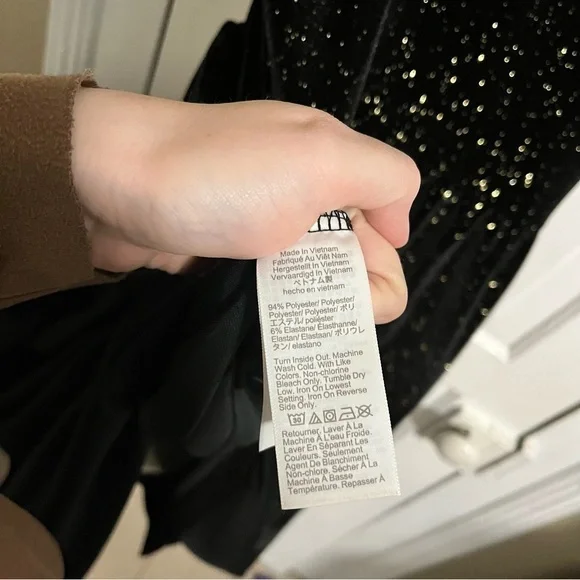 Made In Vietnam
Fabriqué Au Viêt Nam
Hergestellt In Vietnam
Vervaardigd In Vietnam
ベトナム製
hecho en vietnam
94% Polyester/ Polyester/
Polyester/ Polyester/ ポリ
エステル/ poliéster
6% Elastane/ Élasthanne/
Elastan/ Elastaan/ ポリウレ
タン/ elastano
Turn Inside Out. Machine
Wash Cold. With Like
Colors. Non-chlorine
Bleach Only. Tumble Dry
Low. Iron On Lowest
Setting. Iron On Reverse
Side Only.
30
Retourner. Laver À La
Machine À L'eau Froide.
Laver En Séparant Les
Couleurs. Seulement
Agent De Blanchiment
Non-chlore. Sécher À La
Machine À Basse
Température. Repasser À